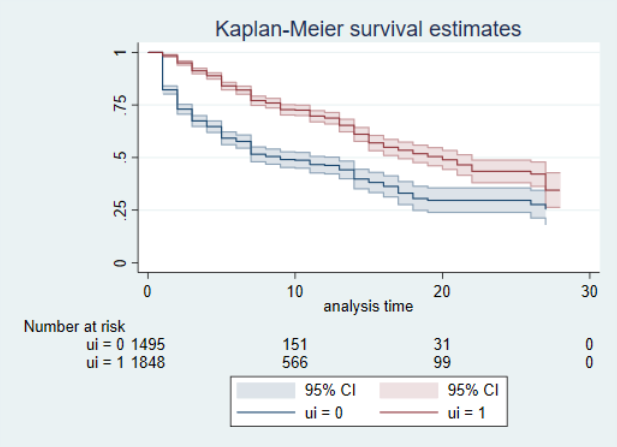 Kaplan-Meier survival estimates
1
.75
.5
.25
0
0 10 20 30
analysis time
Number at risk
ui = 0 1495 151 31 0
ui = 1 1848 566 99 0
95% CI 95% CI
ui = 0 ui = 1